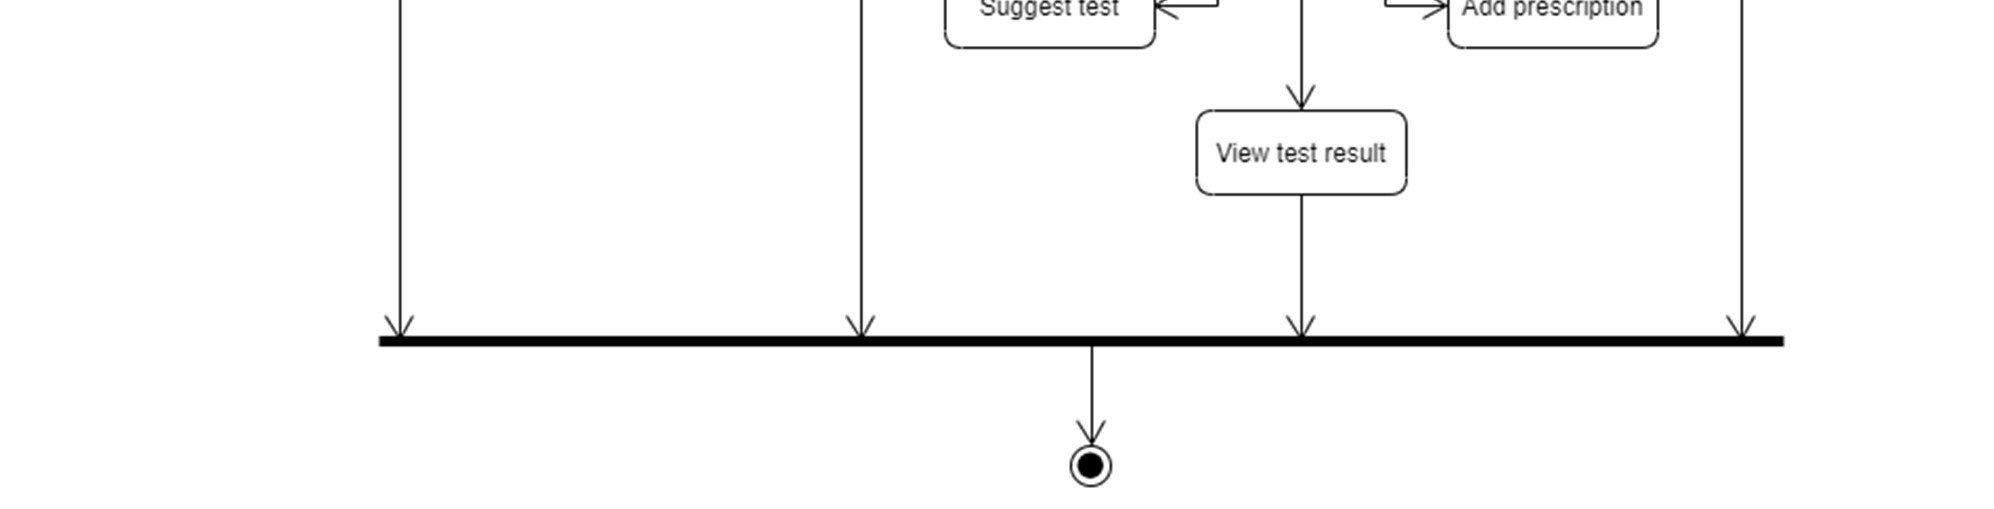 Suggest test
Add prescription
View test result